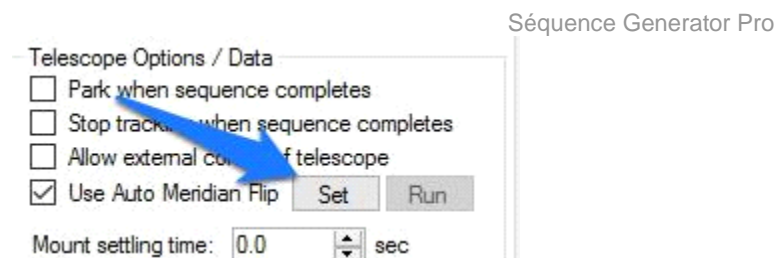 Séquence Generator Pro
Telescope Options / Data
Park when sequence completes
Stop tracking when sequence completes
Allow external of telescope
Use Auto Meridian Flip Set Run
Mount settling time: 0.0 sec